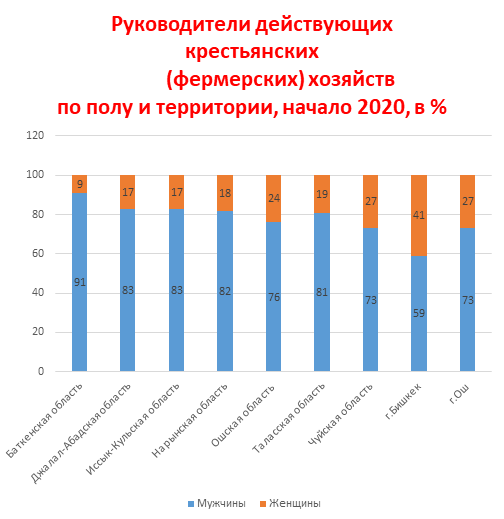 Руководители действующих
крестьянских
(фермерских) хозяйств
по полу и территории, начало 2020, в %
120
100
80
60
40
20
0
9
17
17
18
24
19
27
41
27
91
83
83
82
76
81
73
59
73
Баткенская область
Джалал-Абадская область
Иссык-Кульская область
Нарынская область
Ошская область
Таласская область
Чуйская область
г.Бишкек
г.Ош
Мужчины
Женщины